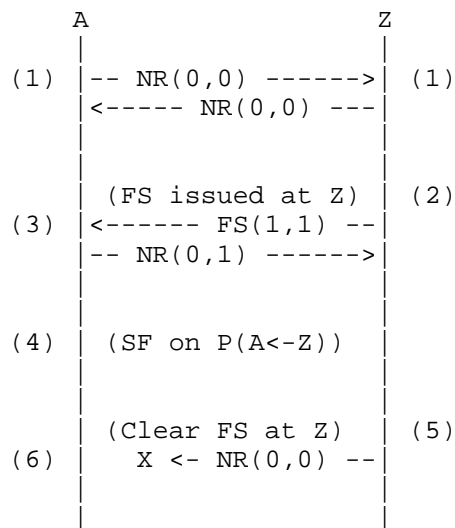 A Z
| |
(1) |-- NR(0,0) ------>| (1)
|<----- NR(0,0) ---|
| |
| |
| (FS issued at Z) | (2)
(3) |<------ FS(1,1) --|
|-- NR(0,1) ------>|
| |
| |
(4) | (SF on P(A<-Z)) |
| |
| |
| (Clear FS at Z) | (5)
(6) | X <- NR(0,0) --|
| |
| |